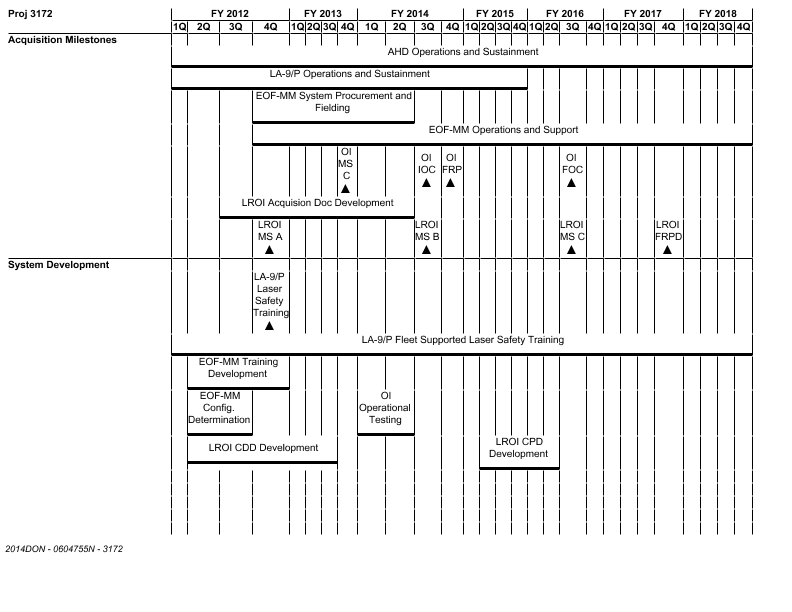 Proj 3172
FY 2012 FY 2013 FY 2014 FY 2015 FY 2016 FY 2017 FY 2018
1Q 2Q 3Q 4Q 1Q 2Q 3Q 4Q 1Q 2Q 3Q 4Q 1Q 2Q 3Q 4Q 1Q 2Q 3Q 4Q 1Q 2Q 3Q 4Q 1Q 2Q 3Q 4Q
Acquisition Milestones
AHD Operations and Sustainment
LA-9/P Operations and Sustainment
EOF-MM System Procurement and
Fielding
EOF-MM Operations and Support
OI
MS
C
OI
IOC
OI
FRP
OI
FOC
LROI Acquision Doc Development
LROI
MS A
LROI
MS B
LROI
MS C
LROI
FRPD
System Development
LA-9/P
Laser
Safety
Training
LA-9/P Fleet Supported Laser Safety Training
EOF-MM Training
Development
EOF-MM
Config.
Determination
OI
Operational
Testing
LROI CDD Development
LROI CPD
Development
2014DON - 0604755N - 3172